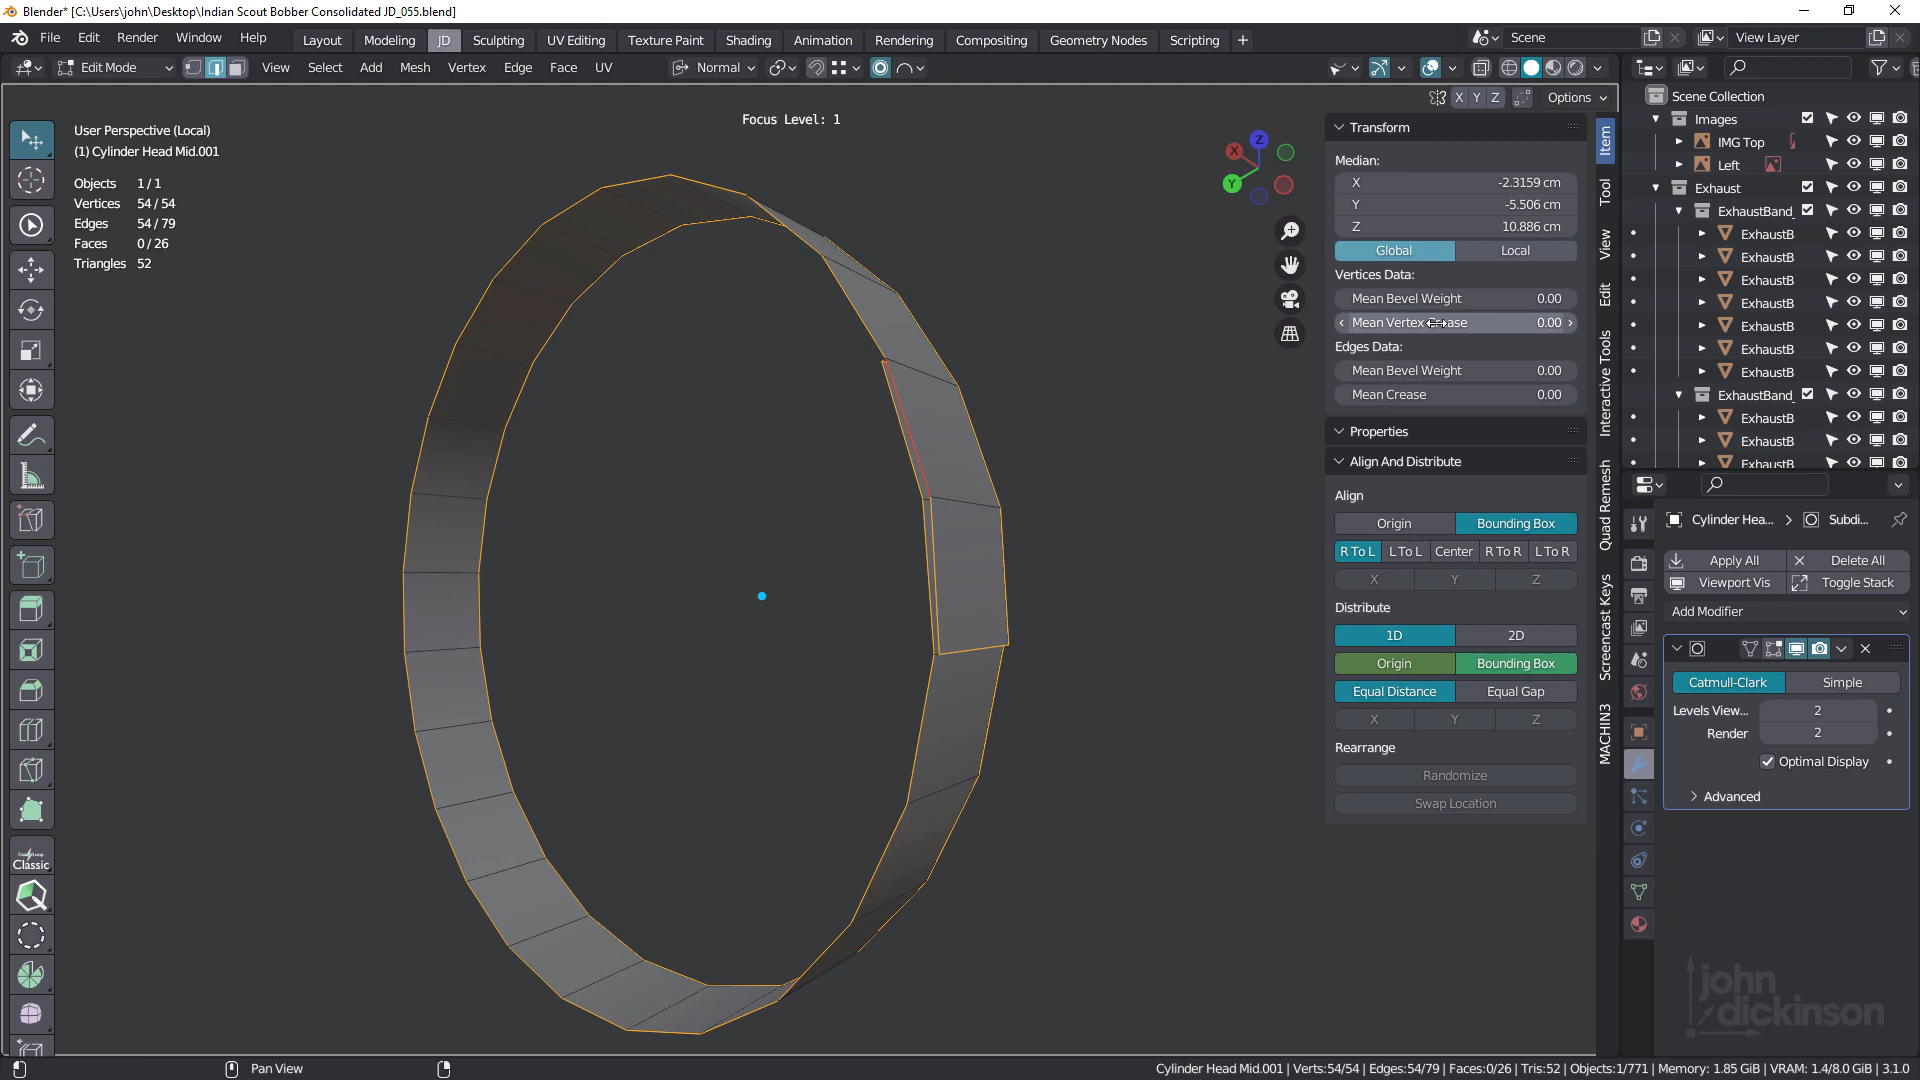 Blender* [C:\Users\john\Desktop\Indian Scout Bobber Consolidated JD_055.blend]
File Edit Render Window Help Layout Modeling JD Sculpting UV Editing Texture Paint Shading Animation Rendering Compositing Geometry Nodes Scripting + Scene View Layer
Edit Mode View Select Add Mesh Vertex Edge Face UV Normal
X Y Z Options
Focus Level: 1
User Perspective (Local)
(1) Cylinder Head Mid.001
Objects 1/1
Vertices 54/54
Edges 54/79
Faces 0/26
Triangles 52
Classic
Z
X
Y
Transform
Median:
X -2.3159 cm
Y -5.506 cm
Z 10.886 cm
Global Local
Vertices Data:
Mean Bevel Weight 0.00
Mean Vertex Crease 0.00
Edges Data:
Mean Bevel Weight 0.00
Mean Crease 0.00
Properties
Align And Distribute
Align
Origin Bounding Box
R To L L To L Center R To R L To R
X Y Z
Distribute
1D 2D
Origin Bounding Box
Equal Distance Equal Gap
X Y Z
Rearrange
Randomize
Swap Location
Item
Tool
View
Edit
Interactive Tools
Quad Remesh
Screencast Keys
MACHIN3
Scene Collection
Images
IMG Top
Left
Exhaust
ExhaustBand_
ExhaustB
ExhaustB
ExhaustB
ExhaustB
ExhaustB
ExhaustB
ExhaustB
ExhaustBand_
ExhaustB
ExhaustB
ExhaustB
Cylinder Hea... Subdi...
Apply All Delete All
Viewport Vis Toggle Stack
Add Modifier
Catmull-Clark Simple
Levels View... 2
Render 2
Optimal Display
Advanced
john
dickinson
Pan View
Cylinder Head Mid.001 | Verts:54/54 | Edges:54/79 | Faces:0/26 | Tris:52 | Objects:1/771 | Memory: 1.85 GiB | VRAM: 1.4/8.0 GiB | 3.1.0